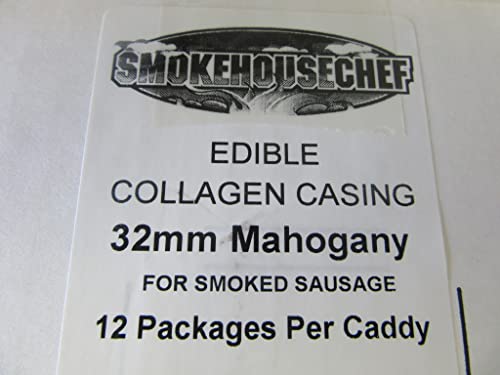 SMOKEHOUSECHEF
EDIBLE
COLLAGEN CASING
32mm Mahogany
FOR SMOKED SAUSAGE
12 Packages Per Caddy